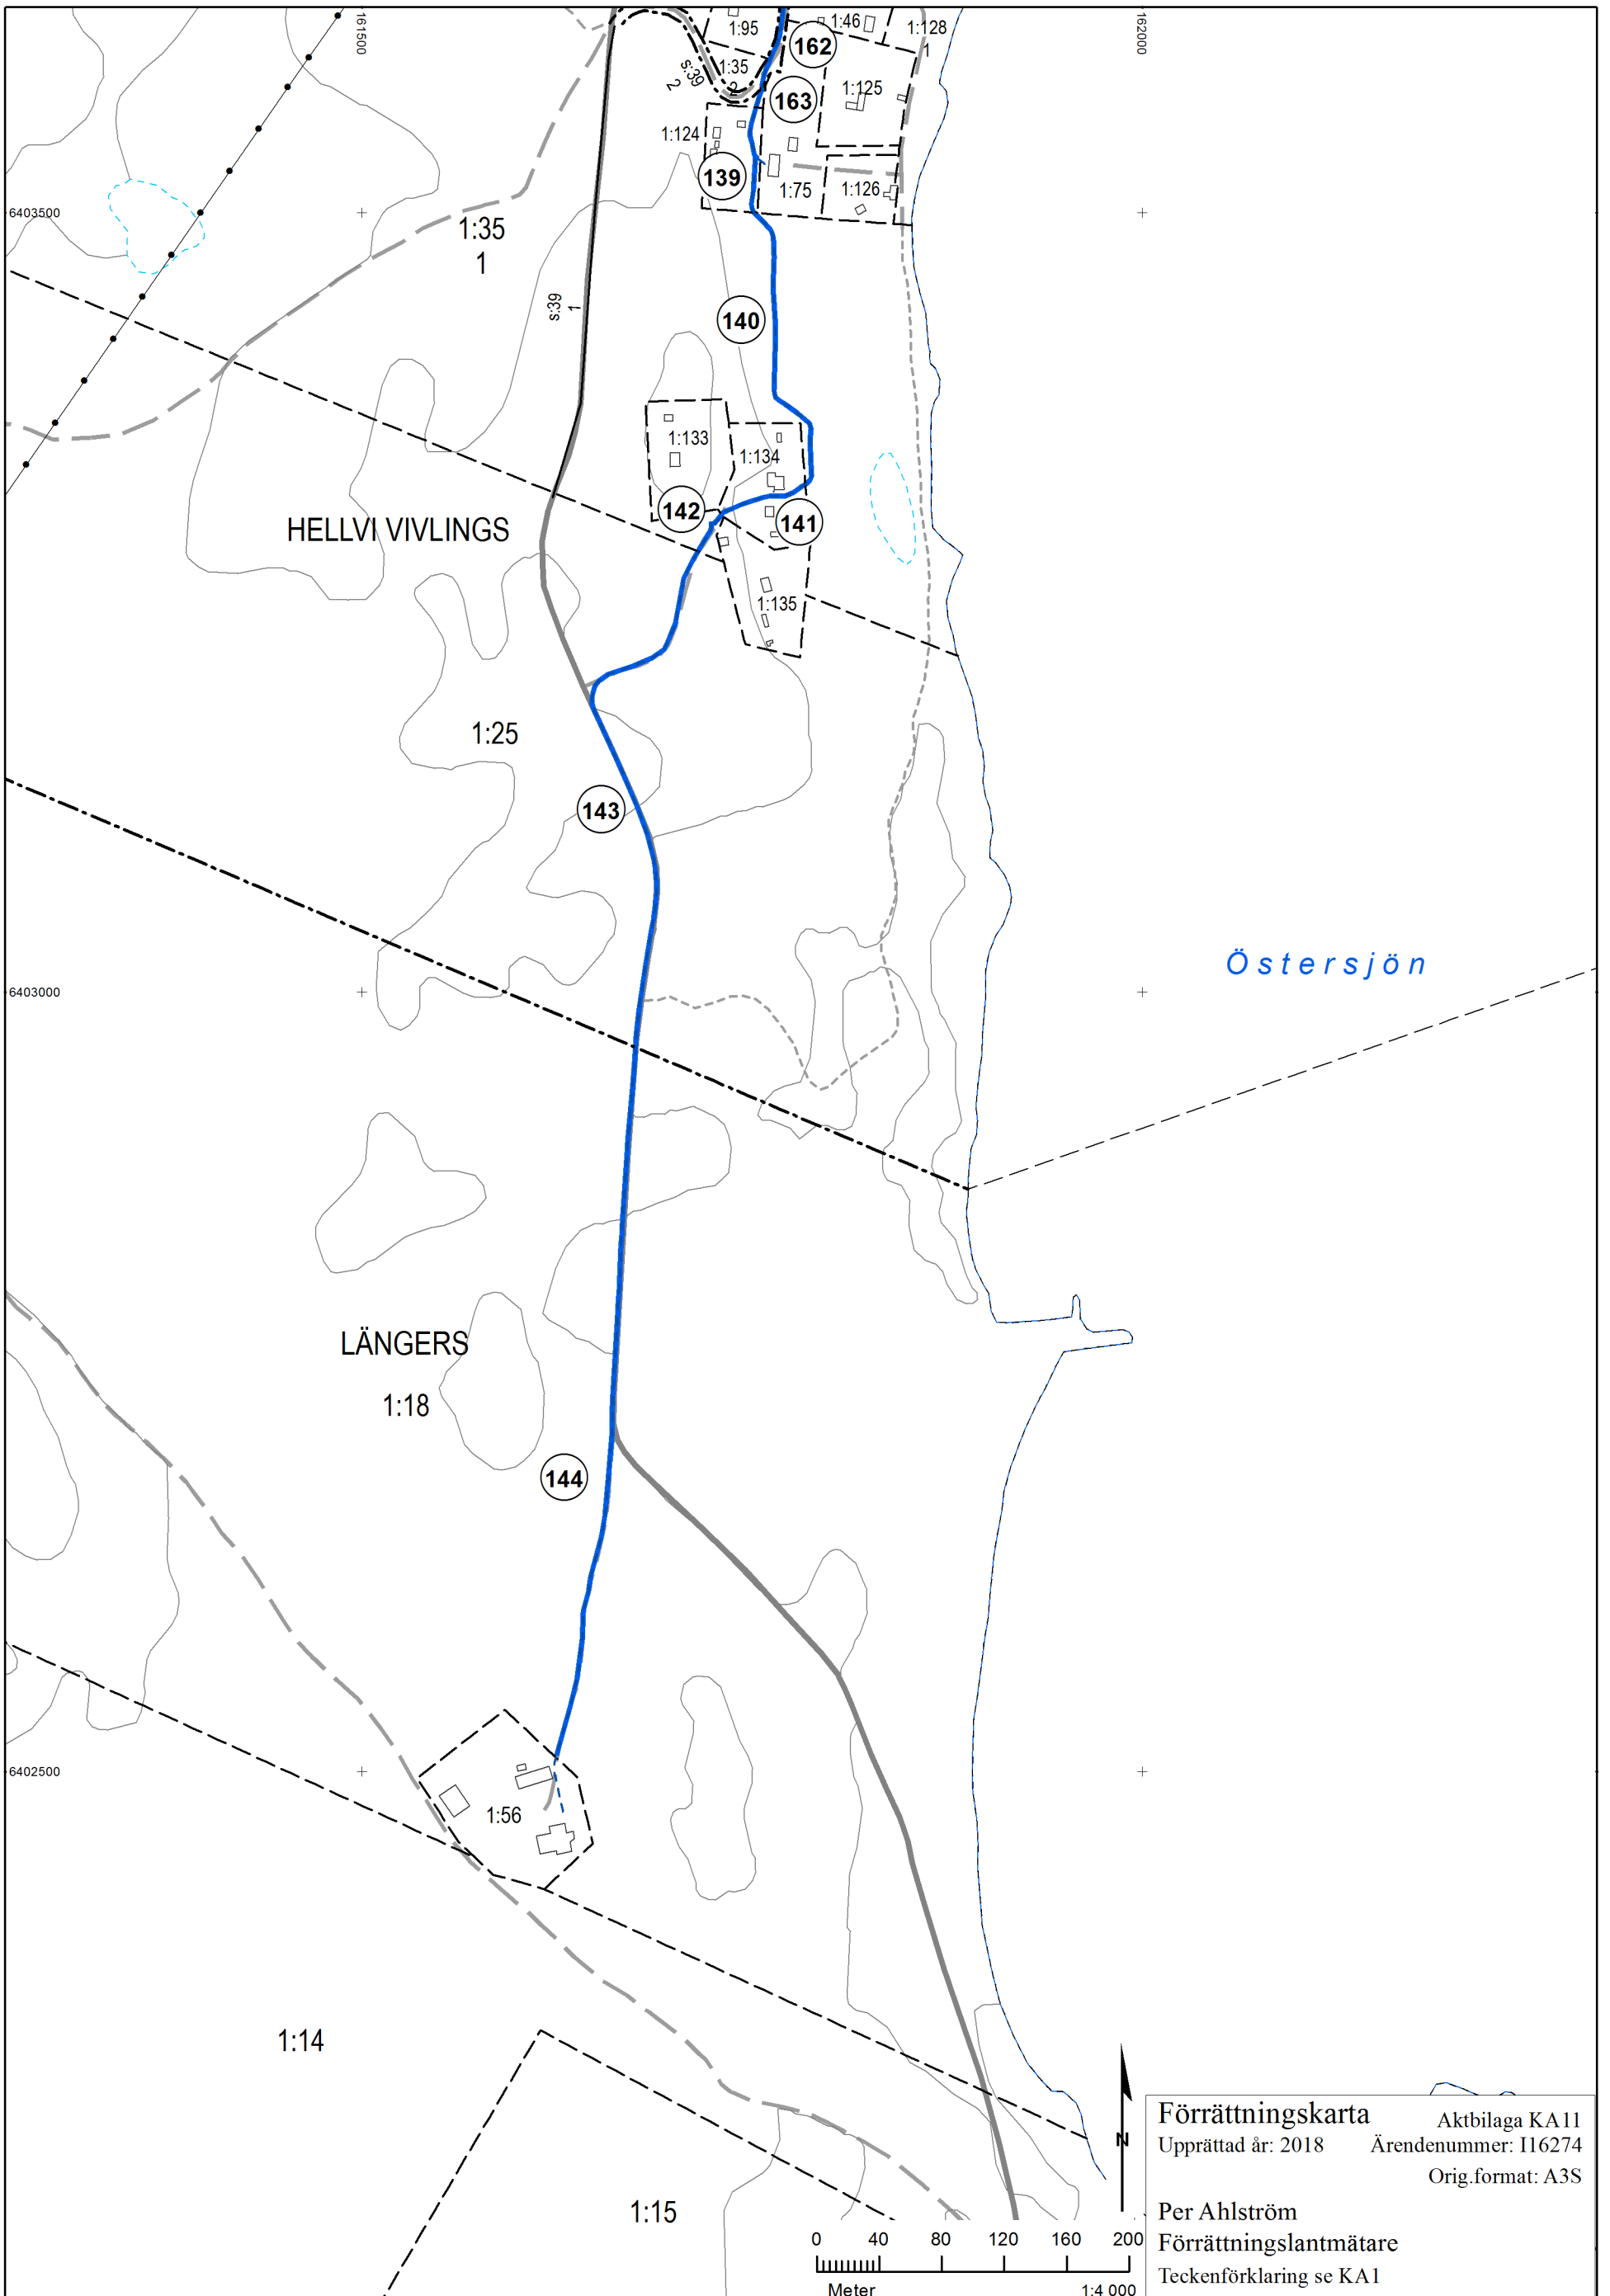 161500
162000
1:95
1:46
1:128
1
162
1:35
2
s:39
2
163
1:125
1:124
139
1:75
1:126
6403500
1:35
1
s:39
1
140
1:133
1:134
142
141
HELLVI VIVLINGS
1:135
1:25
143
Östersjön
6403000
LÄNGERS
1:18
144
6402500
1:56
1:14
1:15
N
Förrättningskarta
Aktbilaga KA11
Upprättad år: 2018
Ärendenummer: I16274
Orig.format: A3S
Per Ahlström
Förrättningslantmätare
Teckenförklaring se KA1
0 40 80 120 160 200
Meter
1:4 000